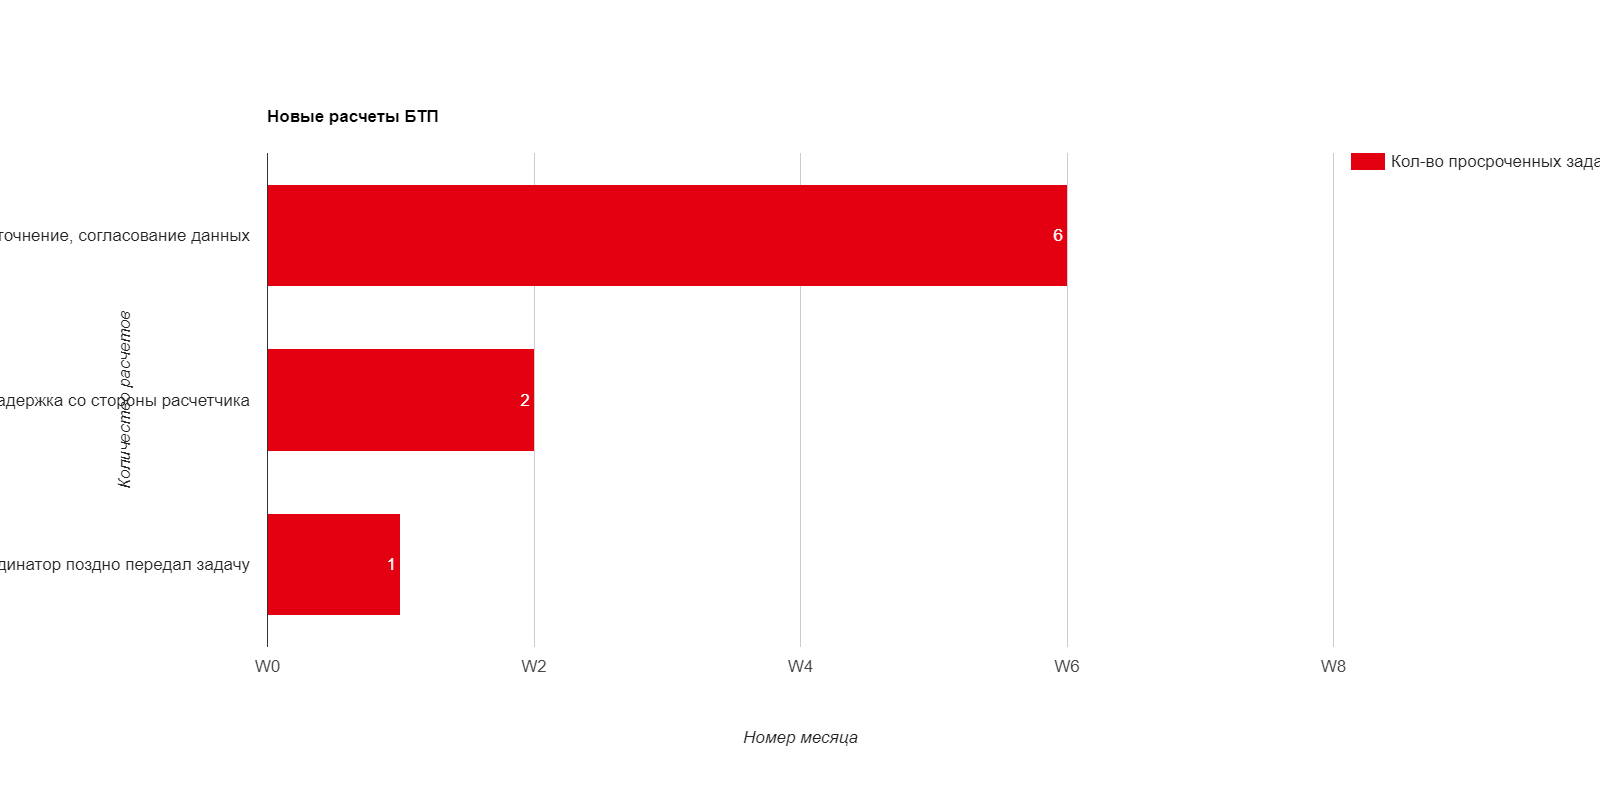 Новые расчеты БТП
Кол-во просроченных зада
точнение, согласование данных
6
адержка со стороны расчетчика
2
динатор поздно передал задачу
1
Количество расчетов
W0 W2 W4 W6 W8
Номер месяца